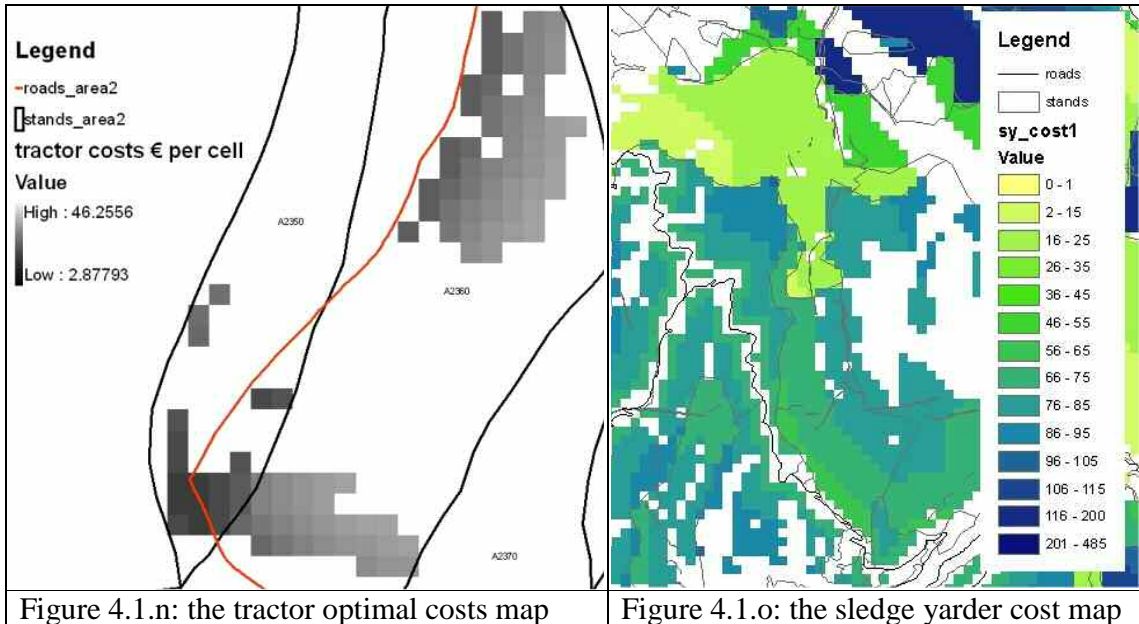 Legend
roads_area2
stands_area2
tractor costs € per cell
Value
High : 46.2556
Low : 2.87793
A2350
A2360
A2370
Figure 4.1.n: the tractor optimal costs map
Legend
roads
stands
sy_cost1
Value
0 - 1
2 - 15
16 - 25
26 - 35
36 - 45
46 - 55
56 - 65
66 - 75
76 - 85
86 - 95
96 - 105
106 - 115
116 - 200
201 - 485
Figure 4.1.o: the sledge yarder cost map